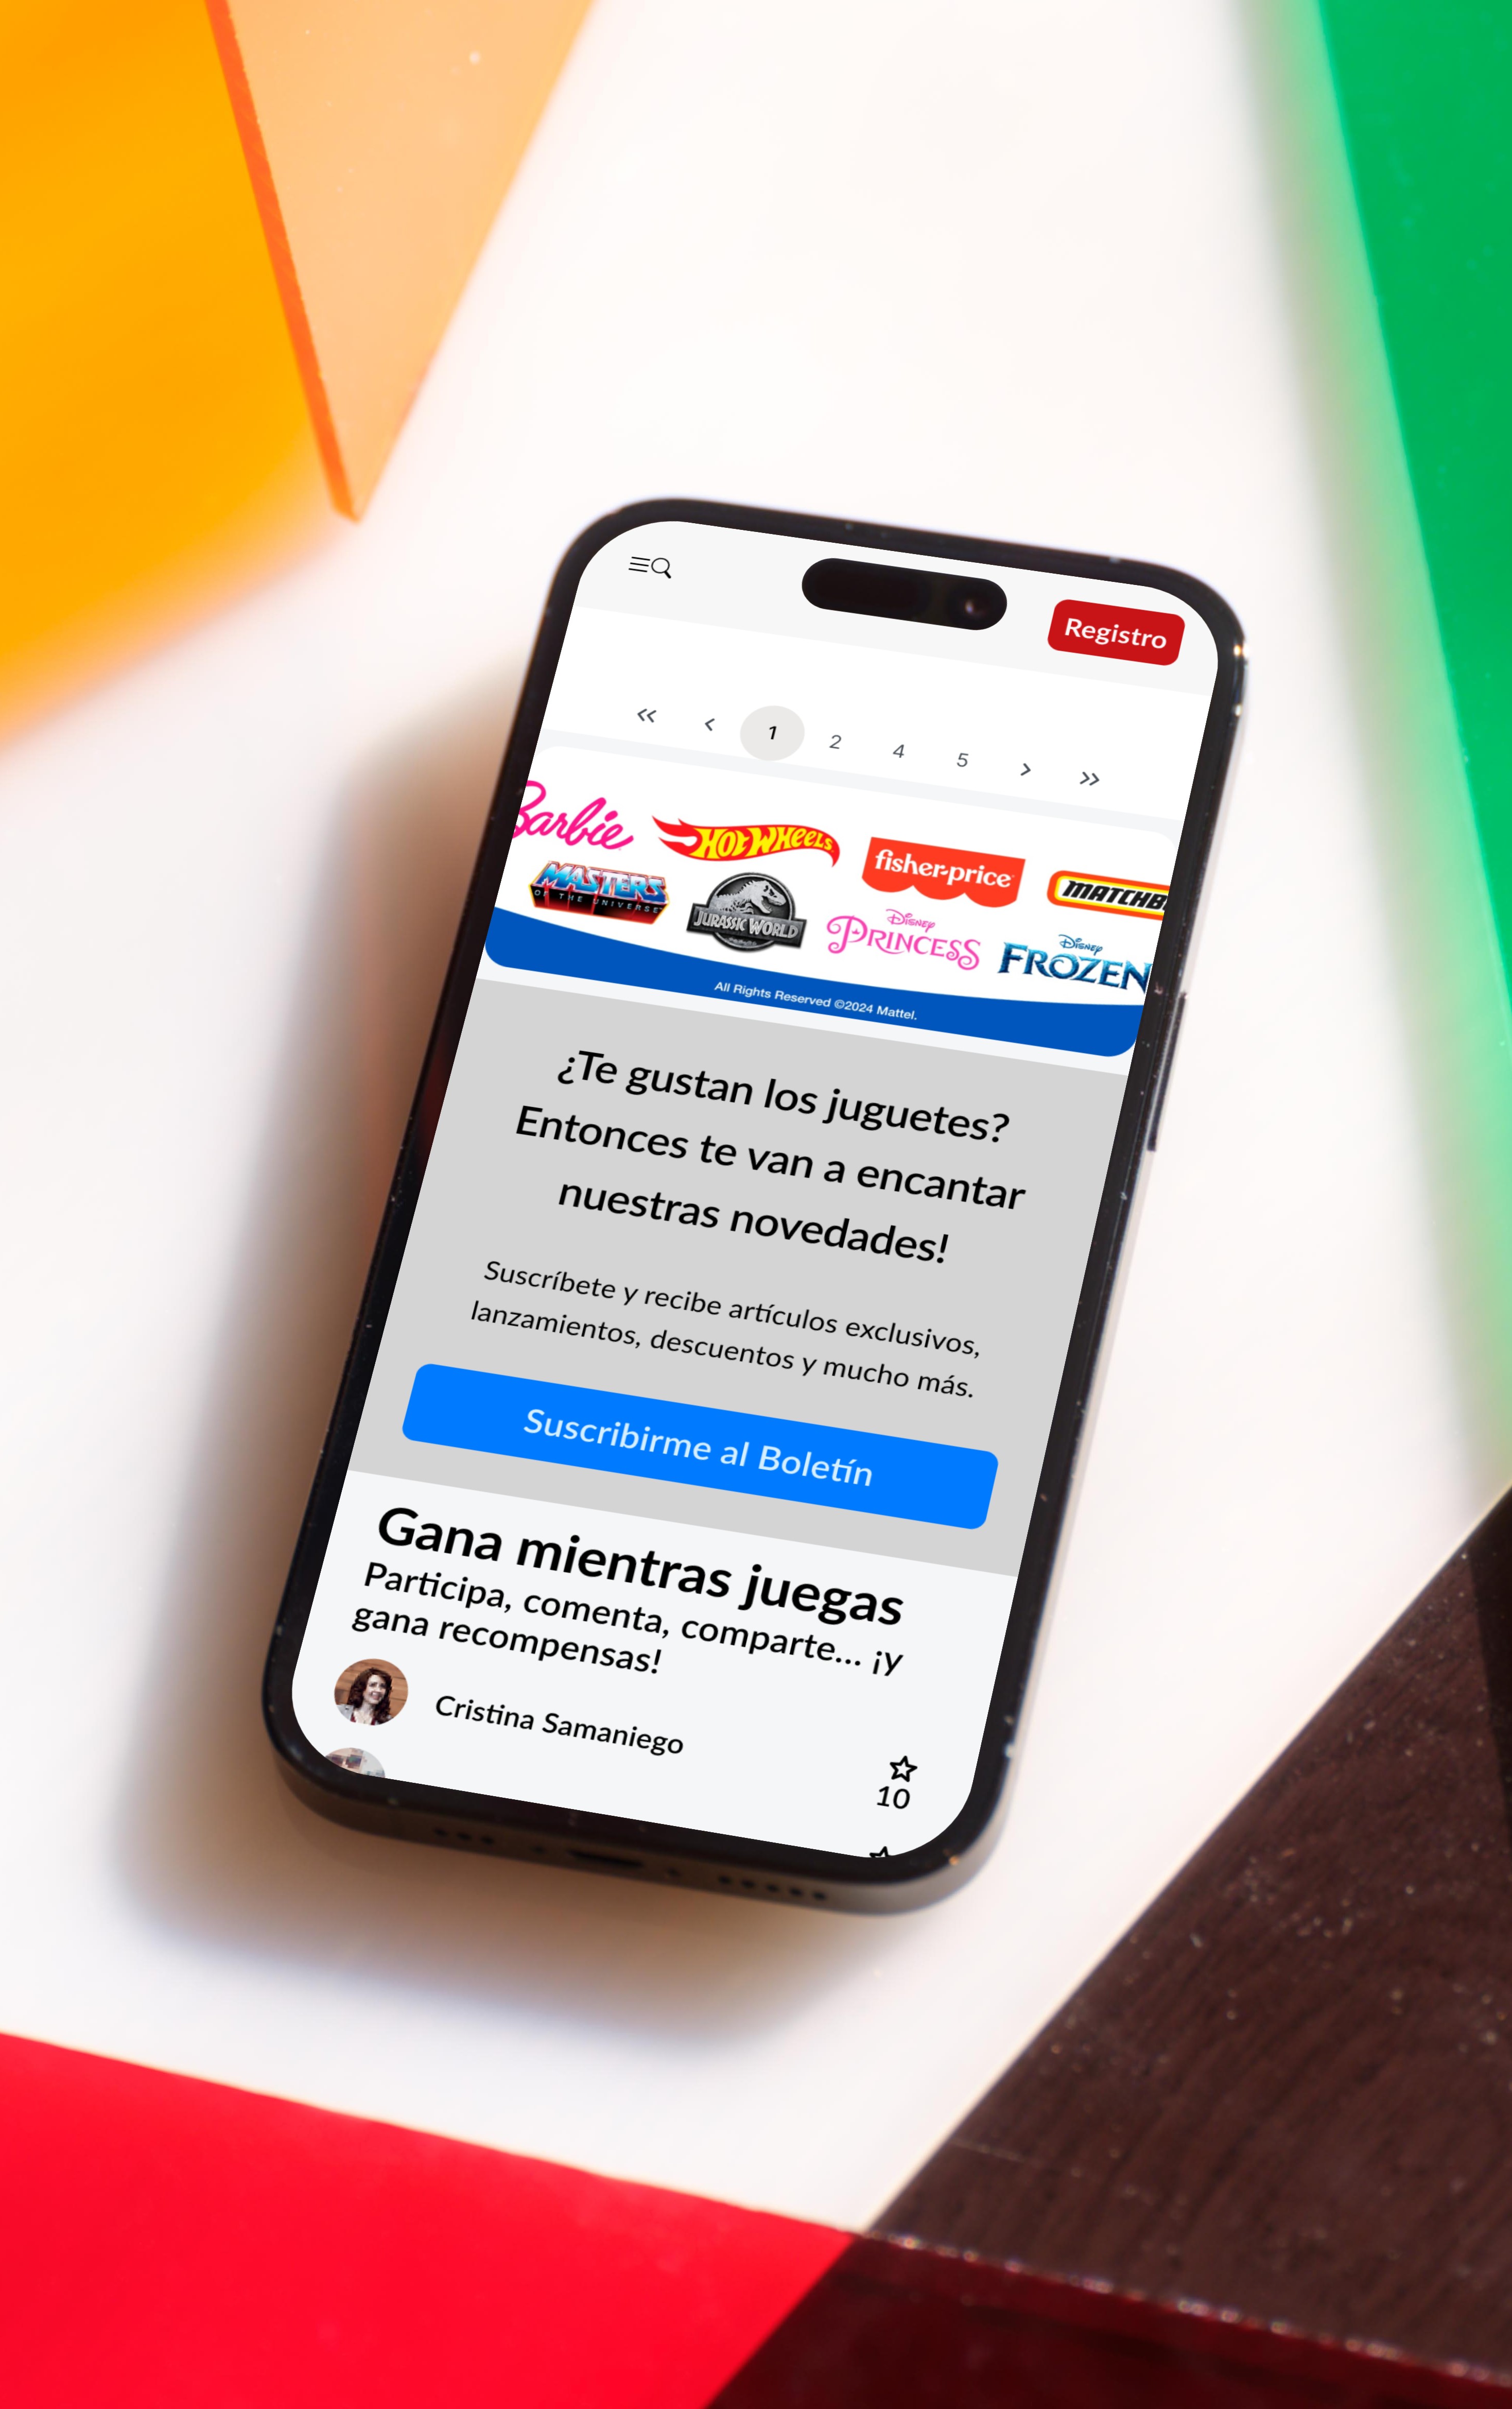 Registro
« ‹ 1 2 4 5 › »
Barbie HOT WHEELS fisher-price MATCHB
MASTERS OF THE UNIVERSE JURASSIC WORLD Disney PRINCESS Disney FROZEN
All Rights Reserved ©2024 Mattel.
¿Te gustan los juguetes?
Entonces te van a encantar
nuestras novedades!
Suscríbete y recibe artículos exclusivos,
lanzamientos, descuentos y mucho más.
Suscribirme al Boletín
Gana mientras juegas
Participa, comenta, comparte... ¡y
gana recompensas!
Cristina Samaniego
10